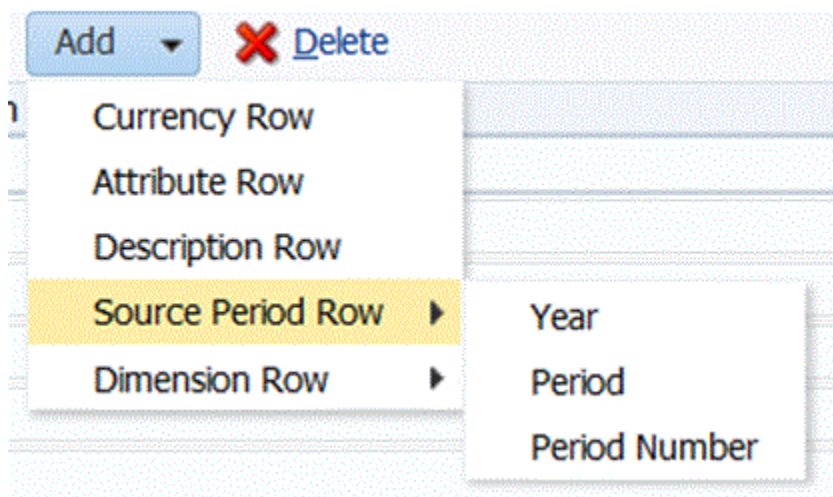 Add Delete
Currency Row
Attribute Row
Description Row
Source Period Row
Dimension Row
Year
Period
Period Number